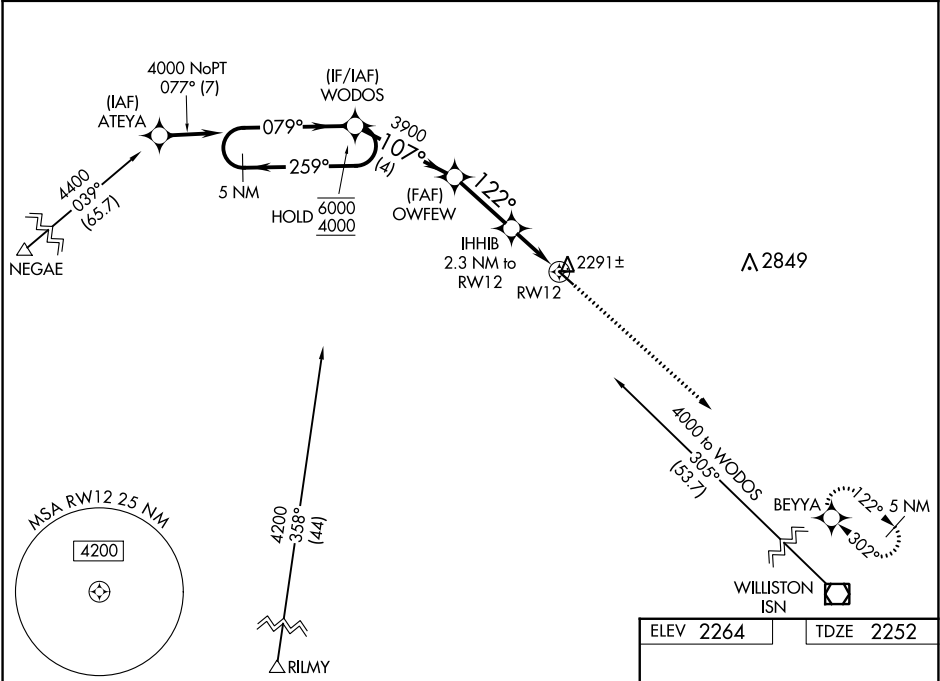 4000 NoPT
077° (7)
(IAF)
ATEYA
(IF/IAF)
WODOS
079°
259°
5 NM
3900
107°
(4)
HOLD 6000
4000
4400
039°
(65.7)
NEGAE
(FAF)
OWFEW
122°
IHHIB
2.3 NM to
RW12
RW12
2291±
2849
4200
358°
(44)
RILMY
4000 to WODOS
305°
(53.7)
BEYYA
122°
5 NM
302°
WILLISTON
ISN
MSA RW12 25 NM
4200
ELEV 2264
TDZE 2252